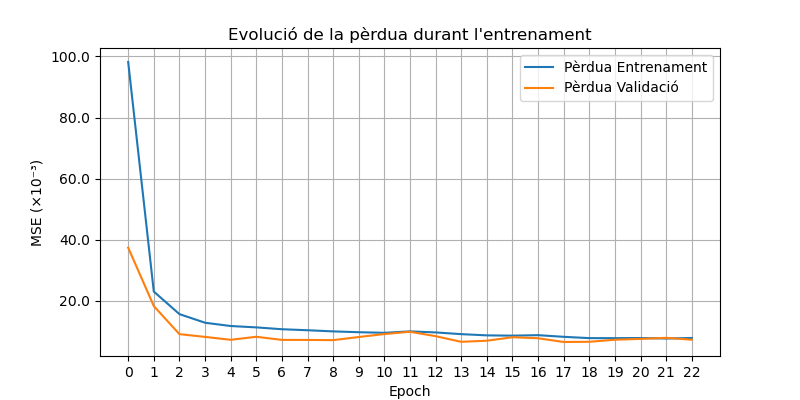 Evolució de la pèrdua durant l'entrenament
100.0
80.0
60.0
40.0
20.0
MSE (×10⁻³)
Pèrdua Entrenament
Pèrdua Validació
0 1 2 3 4 5 6 7 8 9 10 11 12 13 14 15 16 17 18 19 20 21 22
Epoch